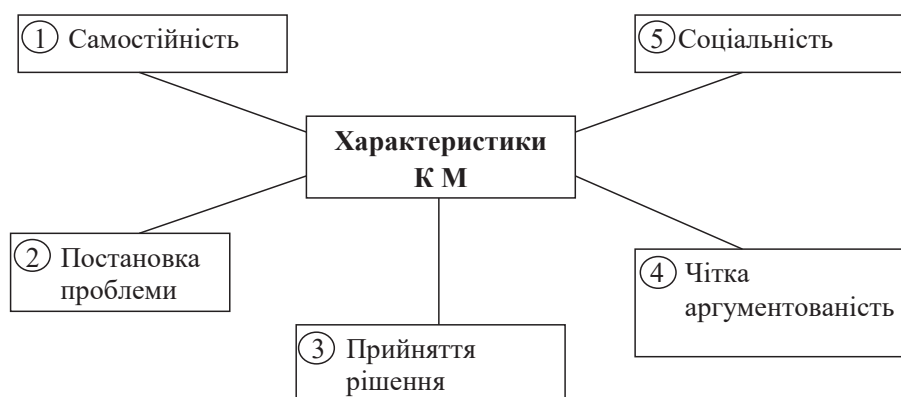 1 Самостійність
5 Соціальність
Характеристики
К М
2 Постановка
проблеми
4 Чітка
аргументованість
3 Прийняття
рішення